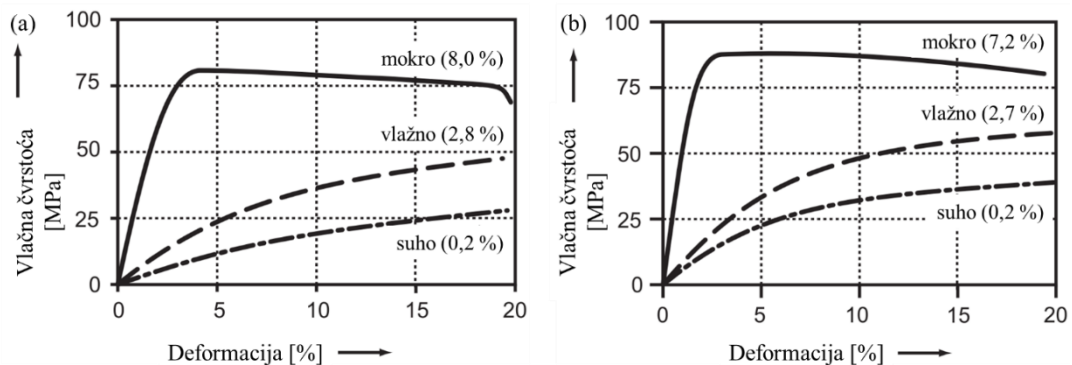 (a)
100
75
50
25
0
Vlačna čvrstoća
[MPa]
mokro (8,0 %)
vlažno (2,8 %)
suho (0,2 %)
0 5 10 15 20
Deformacija [%]
(b)
100
75
50
25
0
Vlačna čvrstoća
[MPa]
mokro (7,2 %)
vlažno (2,7 %)
suho (0,2 %)
0 5 10 15 20
Deformacija [%]